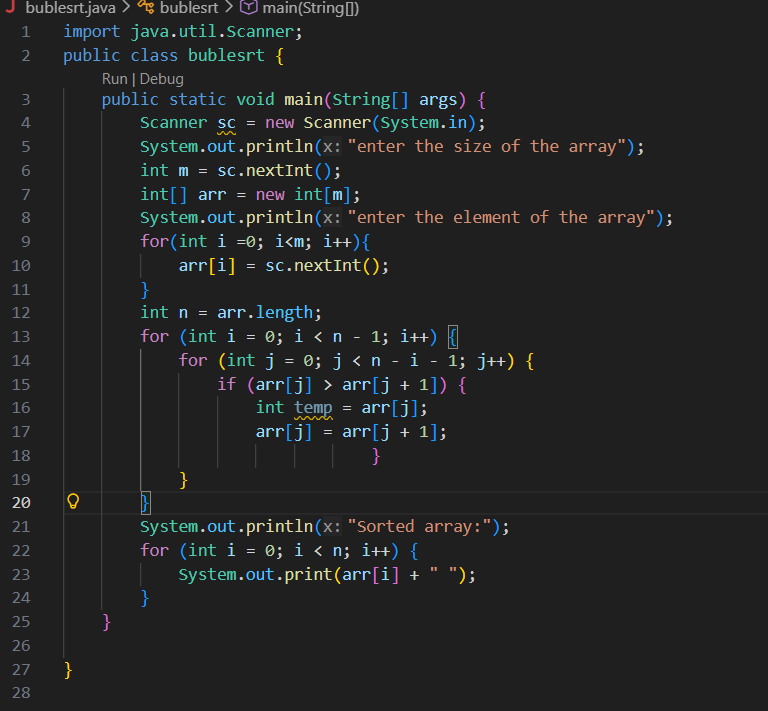 J bublesrt.java > bublesrt > main(String[])
1 import java.util.Scanner;
2 public class bublesrt {
Run | Debug
3 public static void main(String[] args) {
4 Scanner sc = new Scanner(System.in);
5 System.out.println(x: "enter the size of the array");
6 int m = sc.nextInt();
7 int[] arr = new int[m];
8 System.out.println(x: "enter the element of the array");
9 for(int i =0; i<m; i++){
10 arr[i] = sc.nextInt();
11 }
12 int n = arr.length;
13 for (int i = 0; i < n - 1; i++) {
14 for (int j = 0; j < n - i - 1; j++) {
15 if (arr[j] > arr[j + 1]) {
16 int temp = arr[j];
17 arr[j] = arr[j + 1];
18 }
19 }
20 }
21 System.out.println(x: "Sorted array:");
22 for (int i = 0; i < n; i++) {
23 System.out.print(arr[i] + " ");
24 }
25 }
26
27 }
28